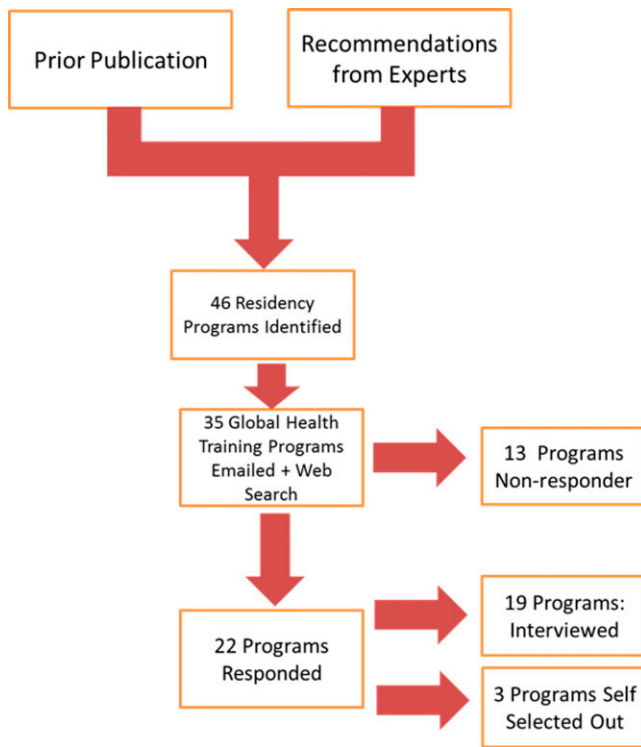 Prior Publication
Recommendations
from Experts
46 Residency
Programs Identified
35 Global Health
Training Programs
Emailed + Web
Search
13 Programs
Non-responder
22 Programs
Responded
19 Programs:
Interviewed
3 Programs Self
Selected Out